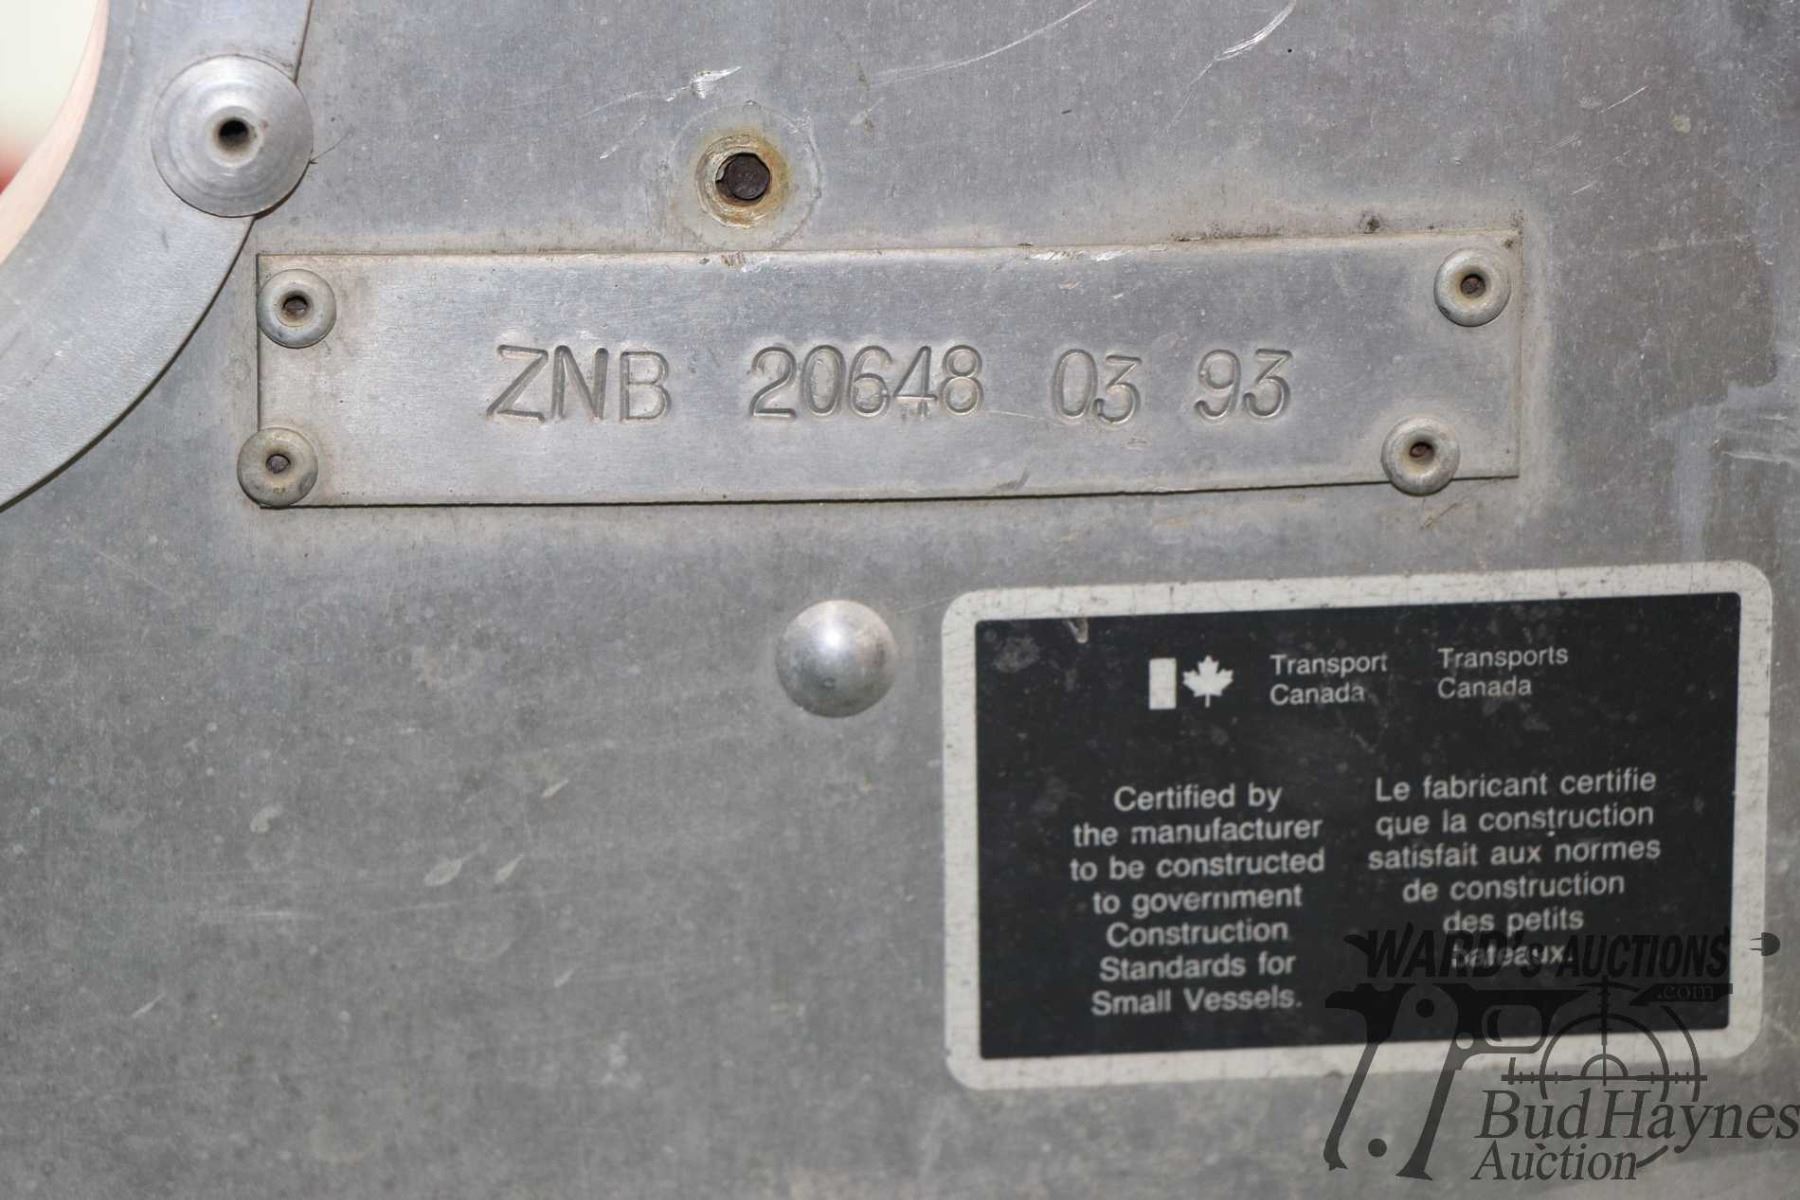 ZNB 20648 03 93
Transport
Canada
Transports
Canada
Certified by
the manufacturer
to be constructed
to government
Construction
Standards for
Small Vessels.
Le fabricant certifie
que la construction
satisfait aux normes
de construction
des petits
bateaux.
WARD'S AUCTIONS
.com
Bud Haynes
Auction